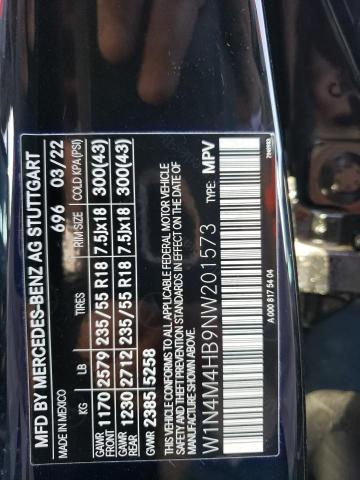 MFD BY MERCEDES-BENZ AG STUTTGART
MADE IN MEXICO 696 03/22
KG LB TIRES RIM SIZE COLD KPA (PSI)
GAWR FRONT 1170 2579 235/55 R18 7.5Jx18 300(43)
GAWR REAR 1230 2712 235/55 R18 7.5Jx18 300(43)
GVWR 2385 5258
THIS VEHICLE CONFORMS TO ALL APPLICABLE FEDERAL MOTOR VEHICLE
SAFETY AND THEFT PREVENTION STANDARDS IN EFFECT ON THE DATE OF
MANUFACTURE SHOWN ABOVE.
W1N4M4HB9NW201573 TYPE: MPV
A 000 817 54 04